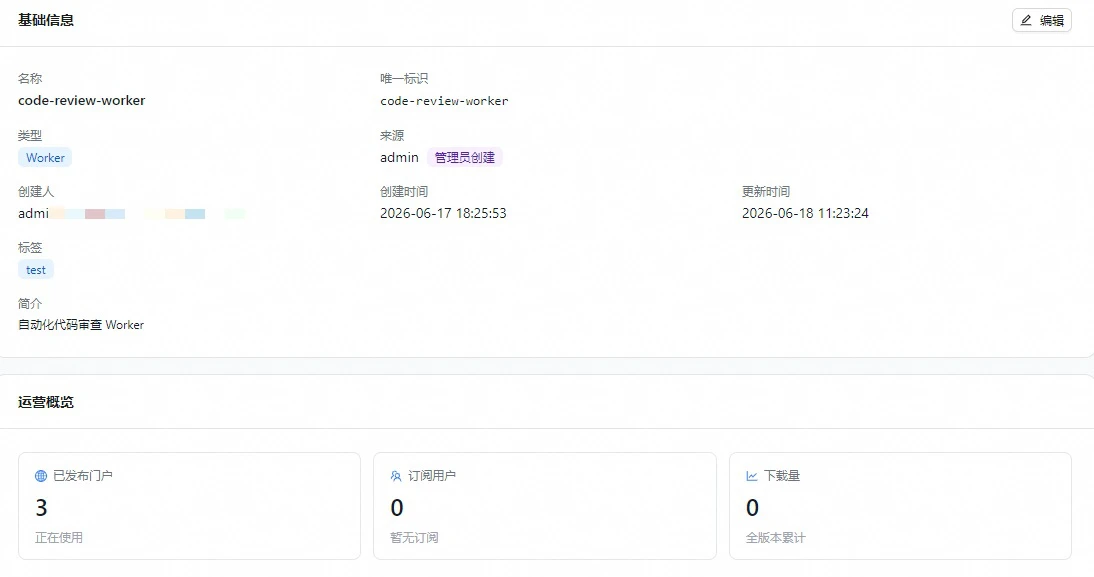 基础信息
编辑
名称
唯一标识
code-review-worker
code-review-worker
类型
来源
Worker
admin 管理员创建
创建人
创建时间
更新时间
admi
2026-06-17 18:25:53
2026-06-18 11:23:24
标签
test
简介
自动化代码审查 Worker
运营概览
已发布门户
3
正在使用
订阅用户
0
暂无订阅
下载量
0
全版本累计